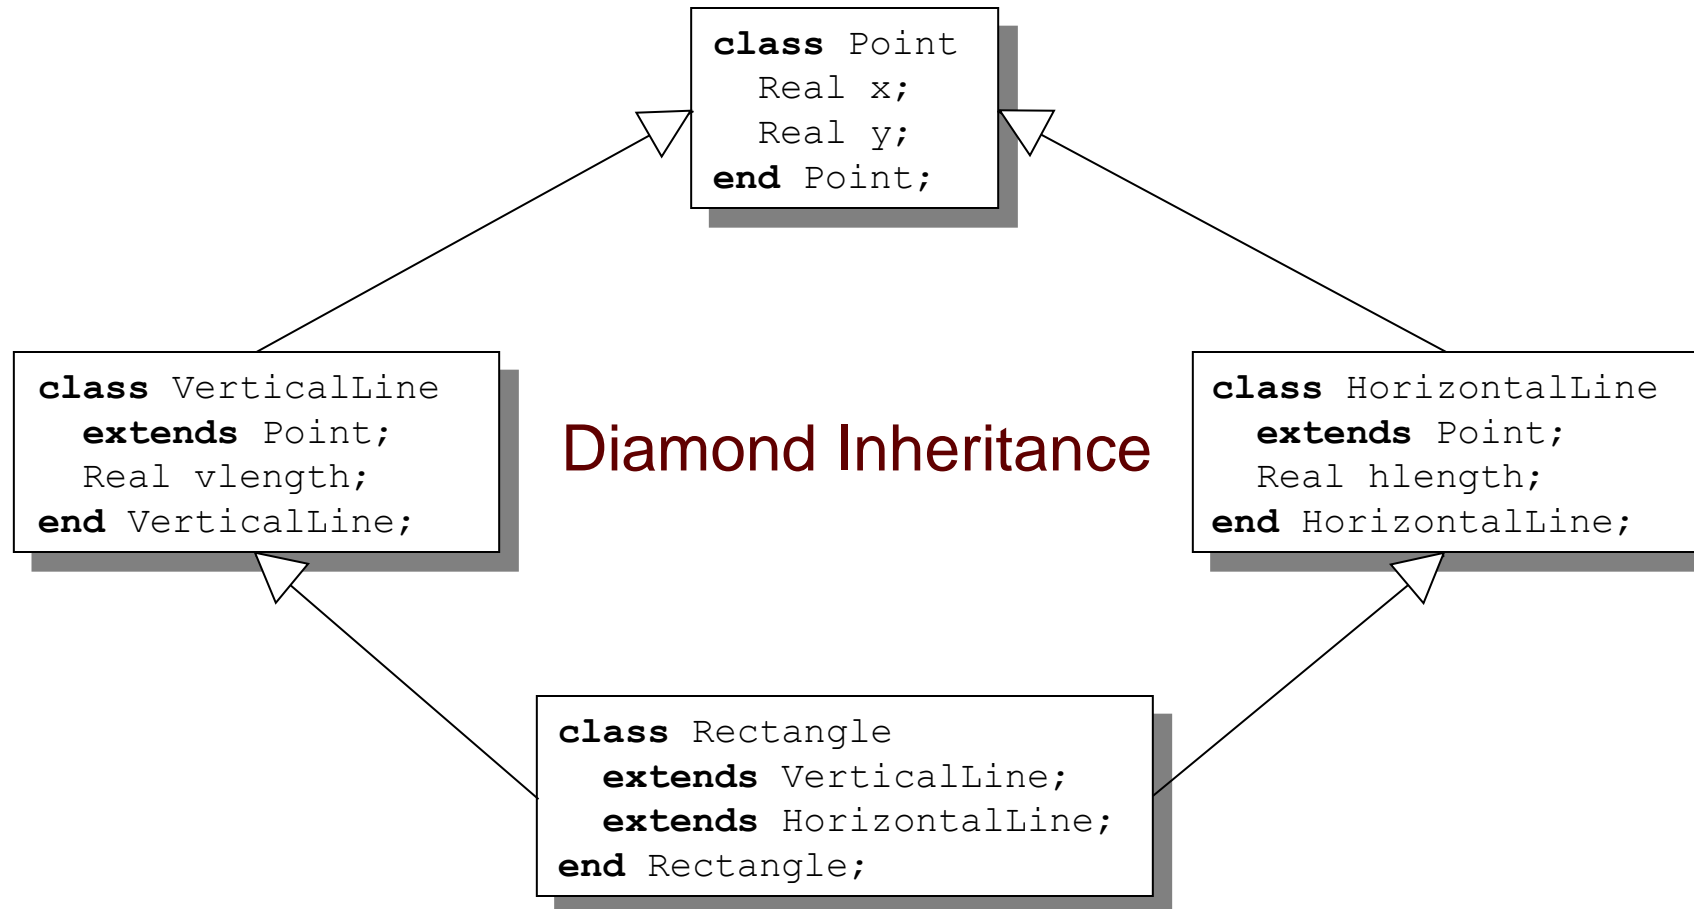 class Point
  Real x;
  Real y;
end Point;
class VerticalLine
  extends Point;
  Real vlength;
end VerticalLine;
Diamond Inheritance
class HorizontalLine
  extends Point;
  Real hlength;
end HorizontalLine;
class Rectangle
  extends VerticalLine;
  extends HorizontalLine;
end Rectangle;